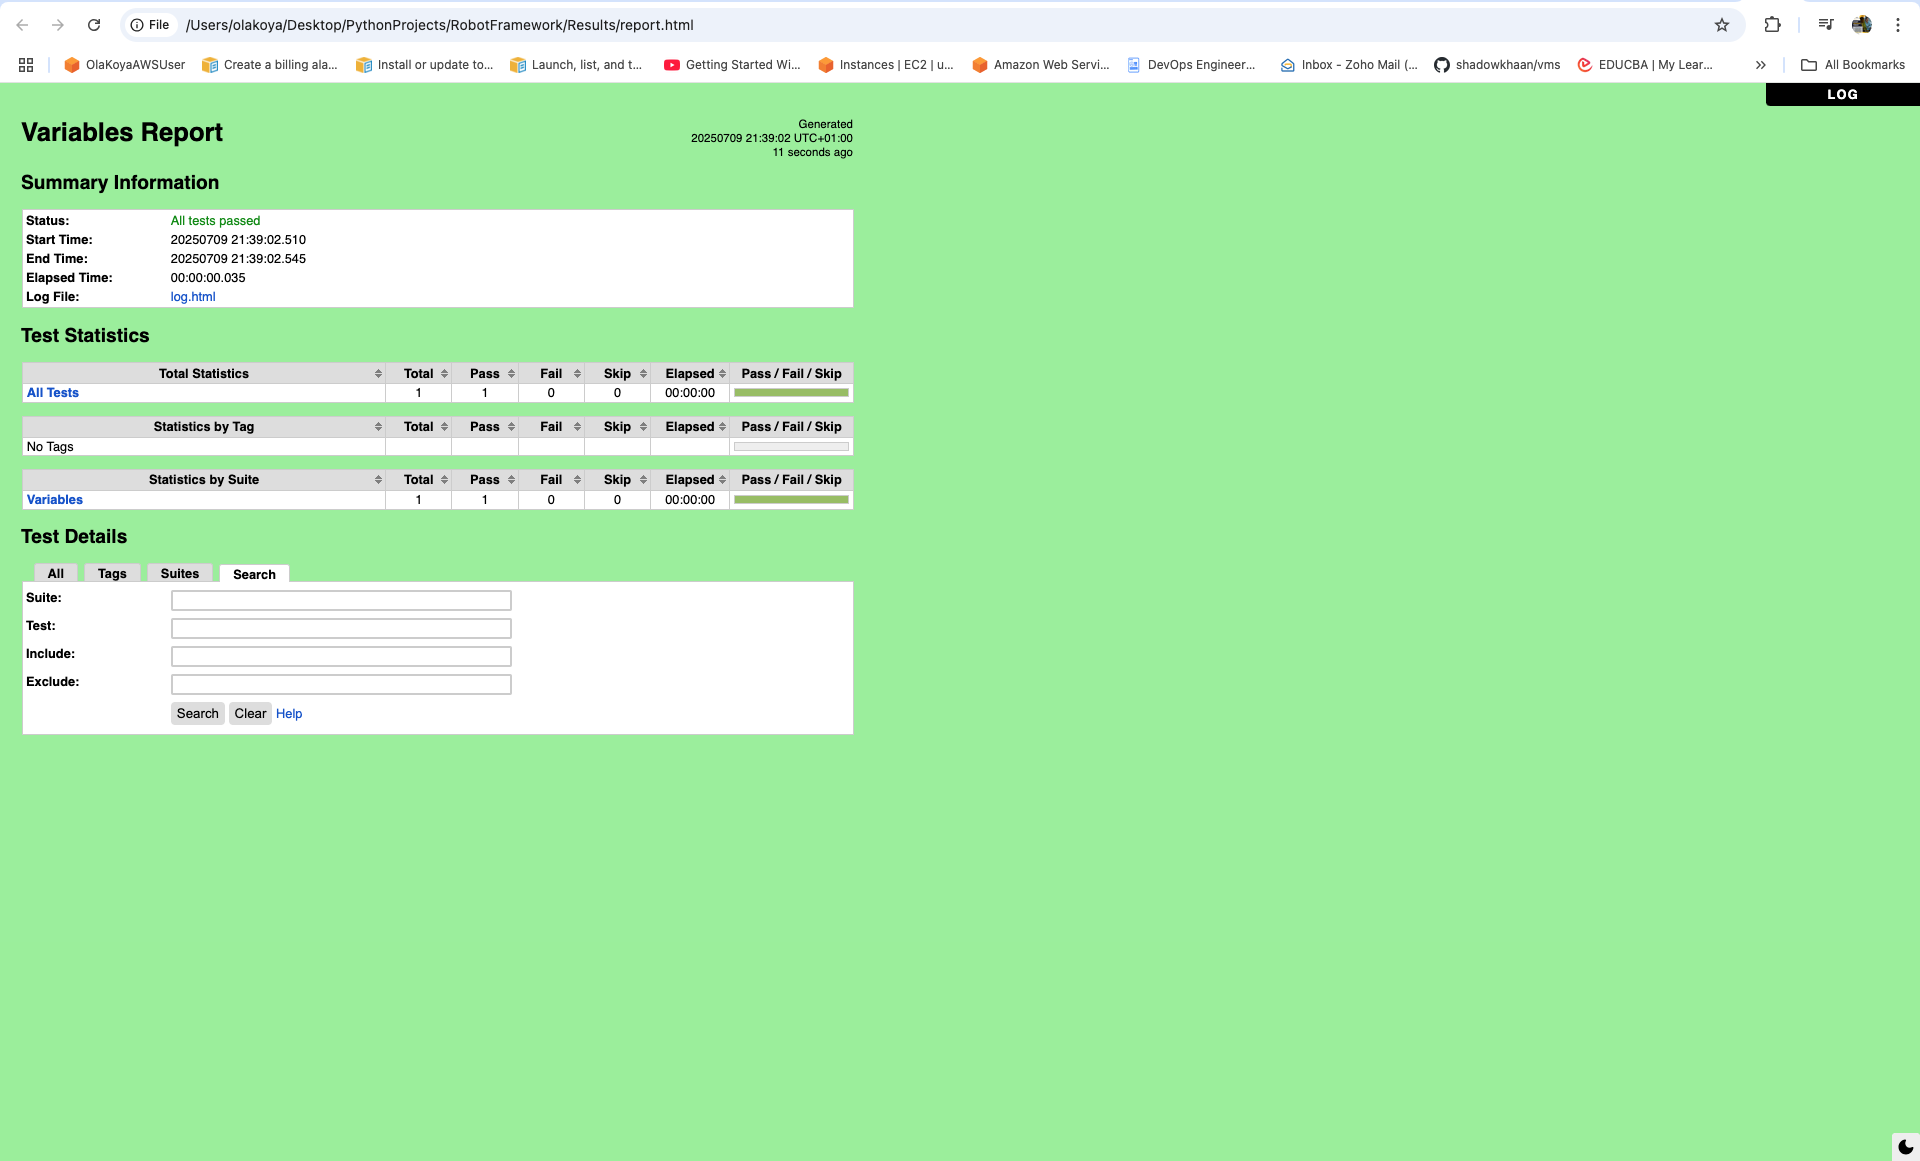 File /Users/olakoya/Desktop/PythonProjects/RobotFramework/Results/report.html
OlaKoyaAWSUser Create a billing ala... Install or update to... Launch, list, and t... Getting Started Wi... Instances | EC2 | u... Amazon Web Servi... DevOps Engineer... Inbox - Zoho Mail (... shadowkhaan/vms EDUCBA | My Lear... » All Bookmarks
LOG
Variables Report
Generated
20250709 21:39:02 UTC+01:00
11 seconds ago
Summary Information
Status: All tests passed
Start Time: 20250709 21:39:02.510
End Time: 20250709 21:39:02.545
Elapsed Time: 00:00:00.035
Log File: log.html
Test Statistics
Total Statistics Total Pass Fail Skip Elapsed Pass / Fail / Skip
All Tests 1 1 0 0 00:00:00
Statistics by Tag Total Pass Fail Skip Elapsed Pass / Fail / Skip
No Tags
Statistics by Suite Total Pass Fail Skip Elapsed Pass / Fail / Skip
Variables 1 1 0 0 00:00:00
Test Details
All Tags Suites Search
Suite:
Test:
Include:
Exclude:
Search Clear Help